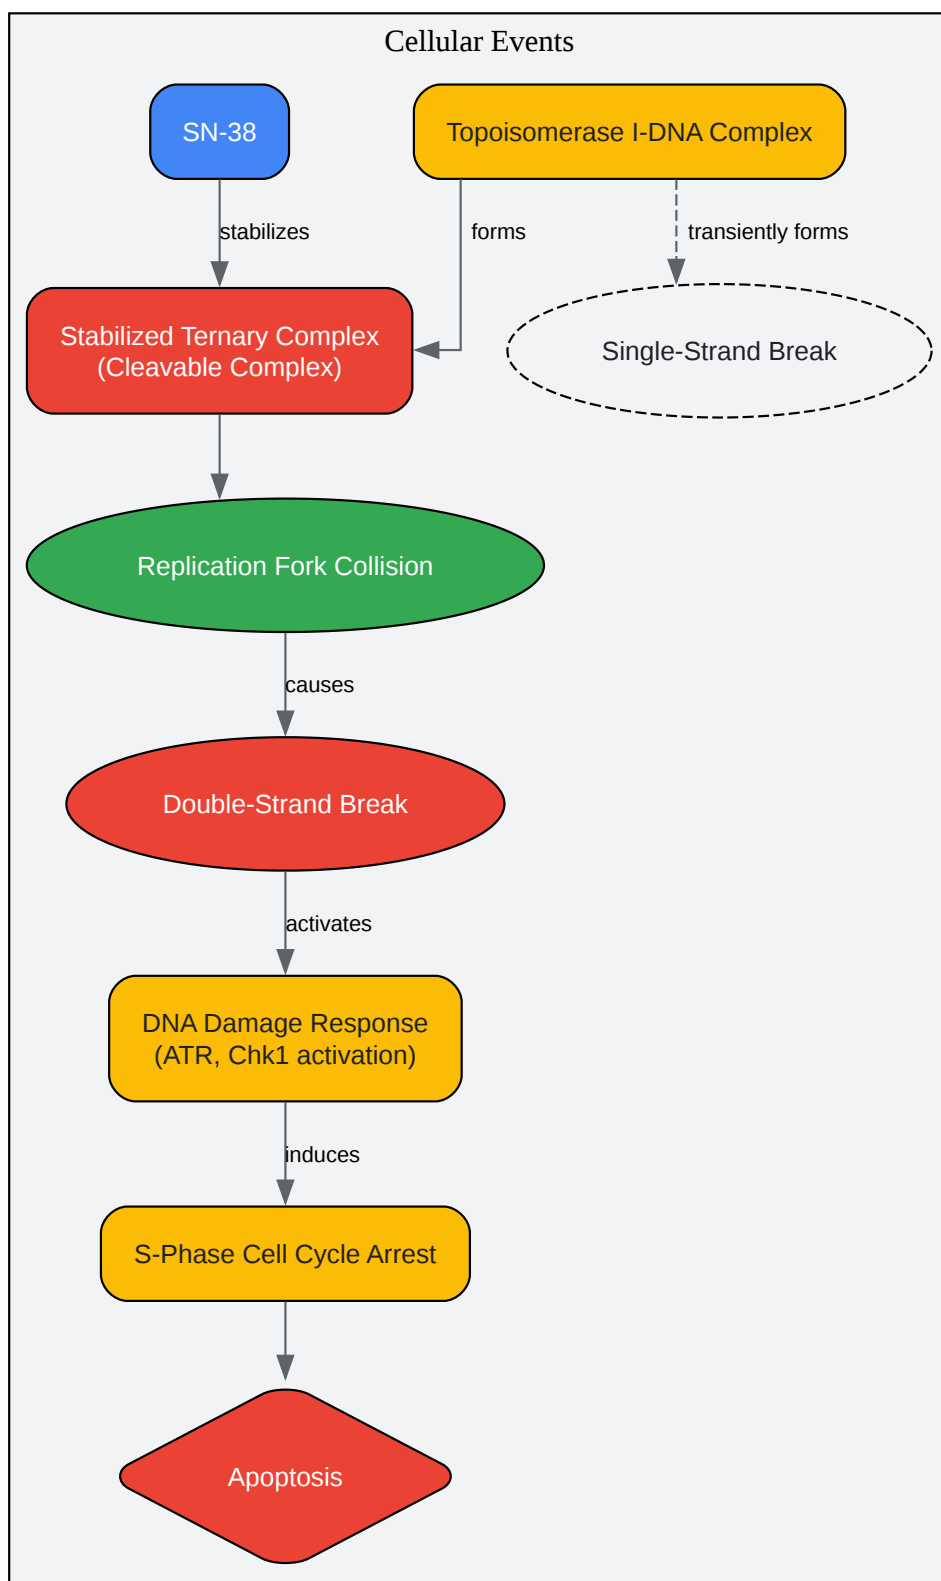 Cellular Events
SN-38
Topoisomerase I-DNA Complex
stabilizes
forms
transiently forms
Stabilized Ternary Complex
(Cleavable Complex)
Single-Strand Break
Replication Fork Collision
causes
Double-Strand Break
activates
DNA Damage Response
(ATR, Chk1 activation)
induces
S-Phase Cell Cycle Arrest
Apoptosis